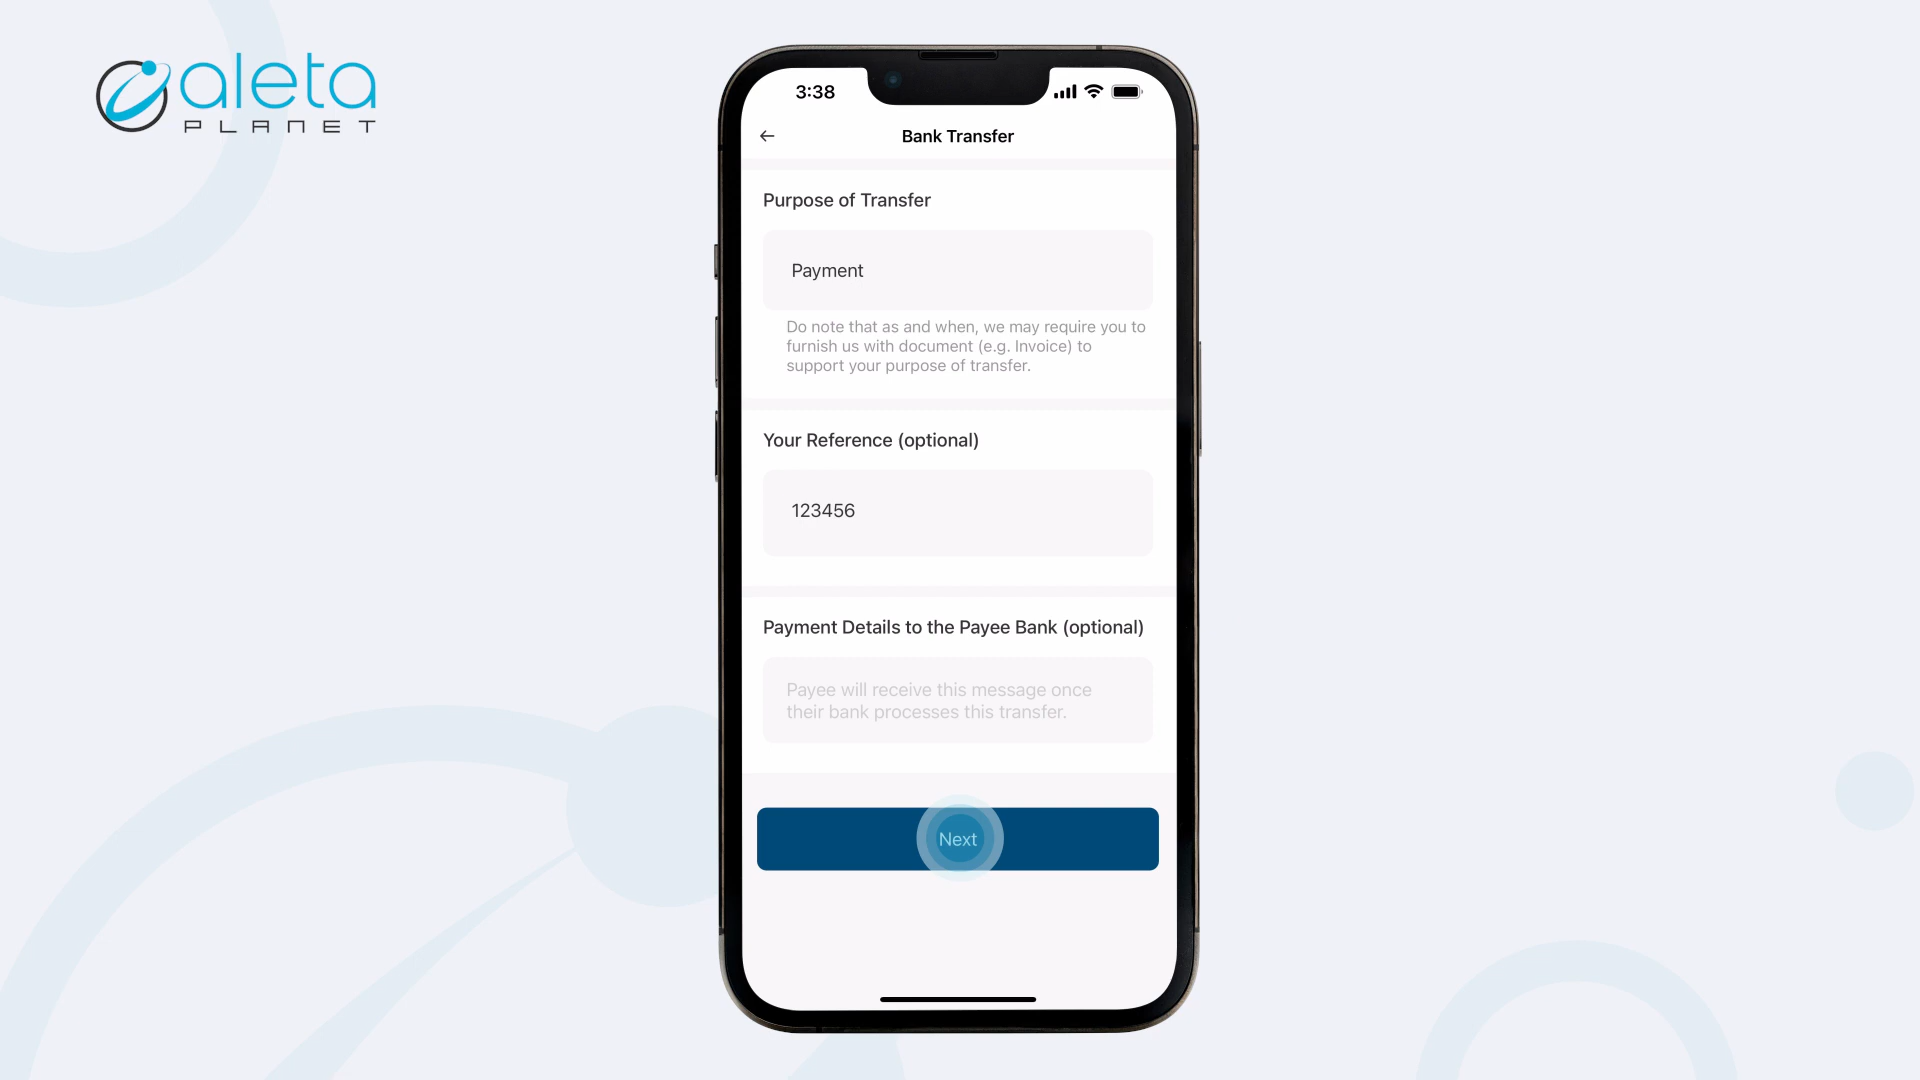 aleta
PLANET
3:38
Bank Transfer
Purpose of Transfer
Payment
Do note that as and when, we may require you to
furnish us with document (e.g. Invoice) to
support your purpose of transfer.
Your Reference (optional)
123456
Payment Details to the Payee Bank (optional)
Payee will receive this message once
their bank processes this transfer.
Next